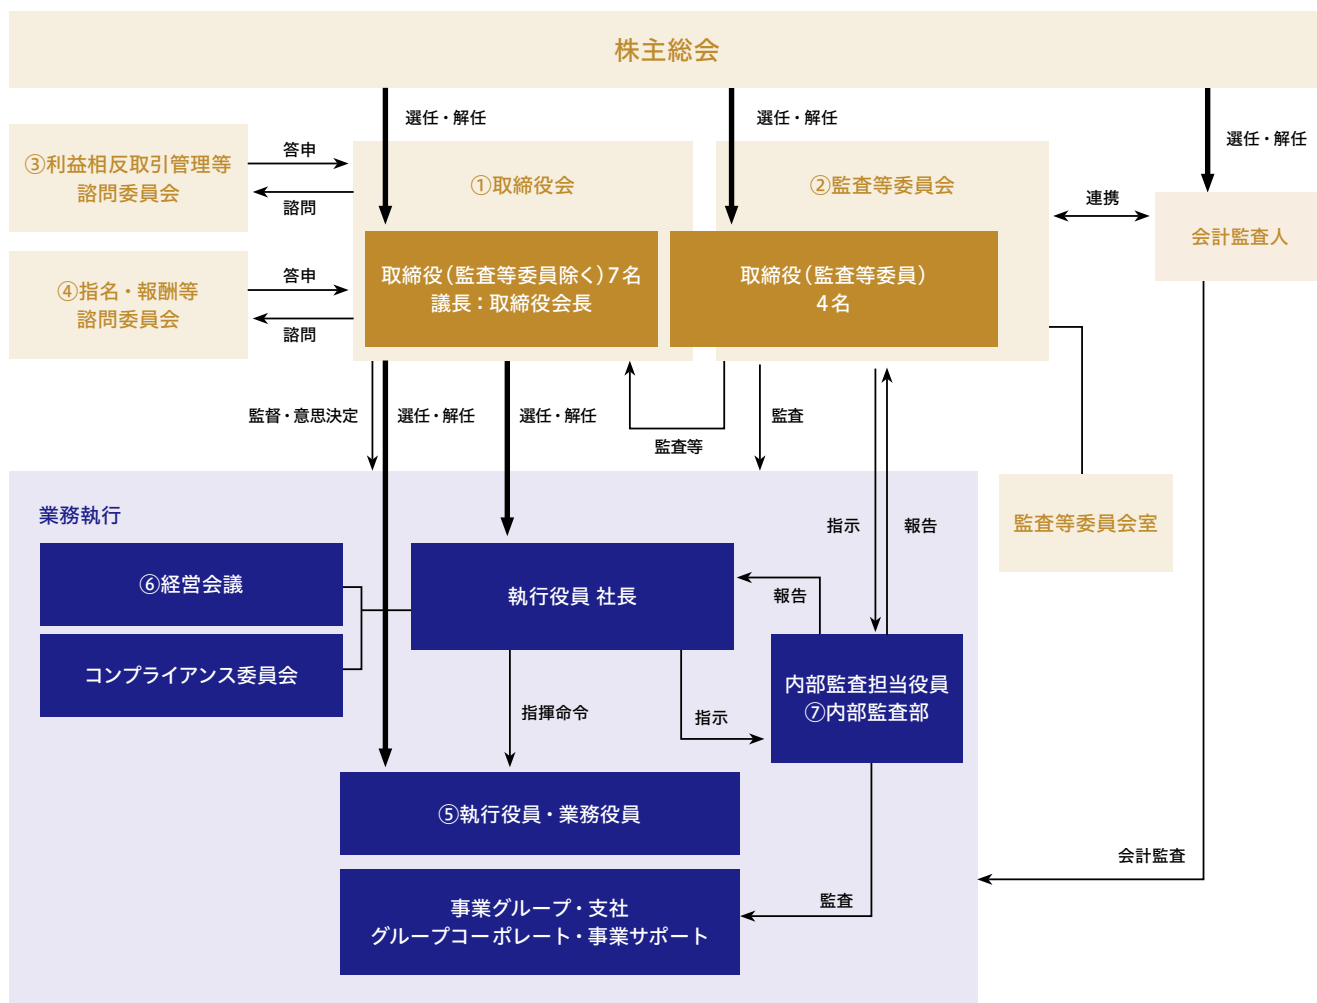 株主総会
選任・解任
選任・解任
選任・解任
③利益相反取引管理等
諮問委員会
答申
諮問
①取締役会
②監査等委員会
連携
会計監査人
④指名・報酬等
諮問委員会
答申
諮問
取締役（監査等委員除く）7名
議長：取締役会長
取締役（監査等委員）
4名
監督・意思決定
選任・解任
選任・解任
監査等
監査
指示
報告
監査等委員会室
業務執行
⑥経営会議
コンプライアンス委員会
執行役員 社長
報告
内部監査担当役員
⑦内部監査部
指揮命令
指示
⑤執行役員・業務役員
会計監査
監査
事業グループ・支社
グループコーポレート・事業サポート